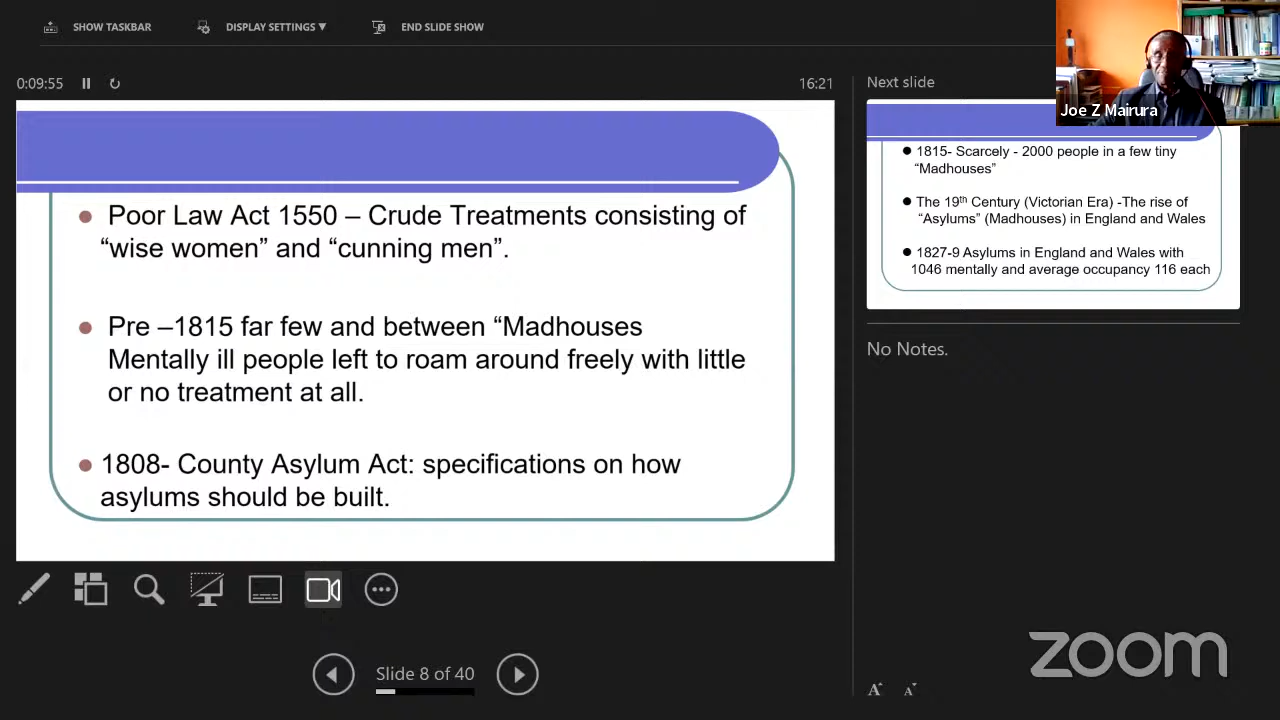 SHOW TASKBAR
DISPLAY SETTINGS ▼
END SLIDE SHOW
0:09:55
16:21
Poor Law Act 1550 – Crude Treatments consisting of
“wise women” and “cunning men”.
Pre –1815 far few and between “Madhouses
Mentally ill people left to roam around freely with little
or no treatment at all.
1808- County Asylum Act: specifications on how
asylums should be built.
Slide 8 of 40
Next slide
Joe Z Mairura
1815- Scarcely - 2000 people in a few tiny
“Madhouses”
The 19th Century (Victorian Era) -The rise of
“Asylums” (Madhouses) in England and Wales
1827-9 Asylums in England and Wales with
1046 mentally and average occupancy 116 each
No Notes.
zoom
A A